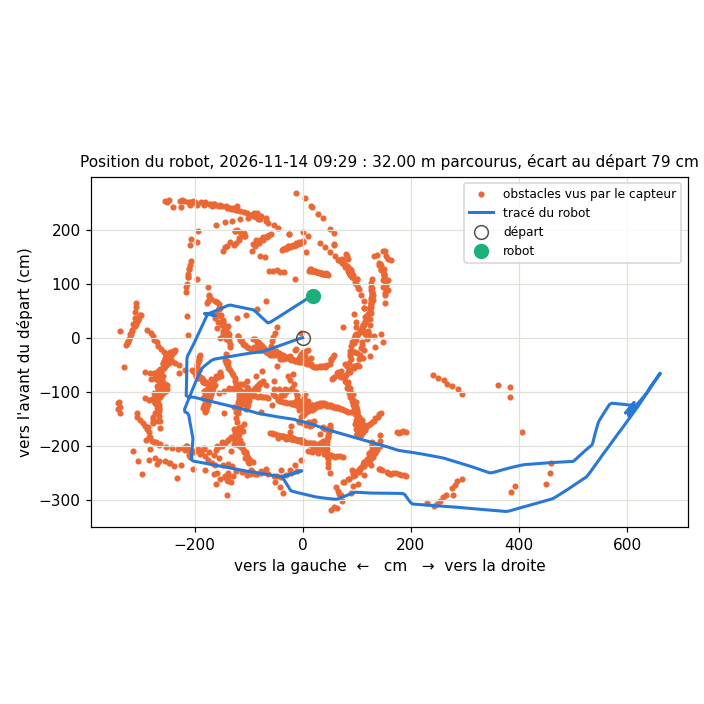 Position du robot, 2026-11-14 09:29 : 32.00 m parcourus, écart au départ 79 cm
obstacles vus par le capteur
tracé du robot
départ
robot
vers l'avant du départ (cm)
200
100
0
−100
−200
−300
−200
0
200
400
600
vers la gauche ← cm → vers la droite